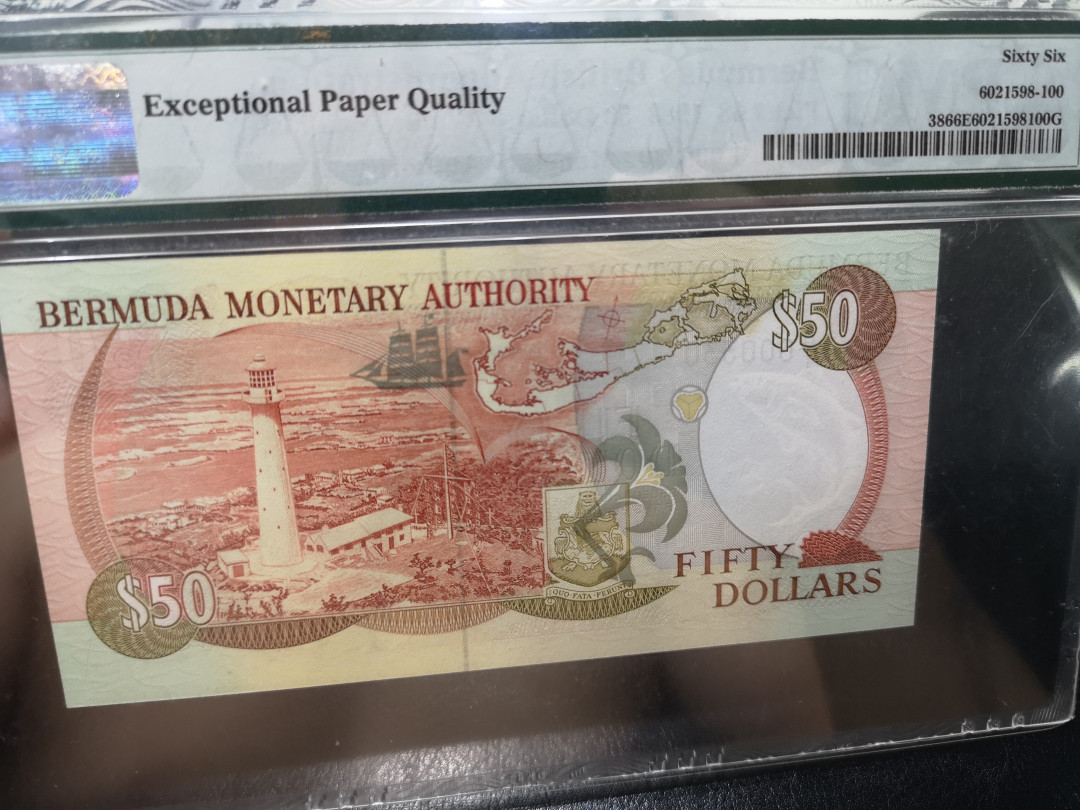 Sixty Six
Exceptional Paper Quality
6021598-100
3866E6021598100G
BERMUDA MONETARY AUTHORITY
$50
$50
QUO FATA FERUNT
FIFTY
DOLLARS